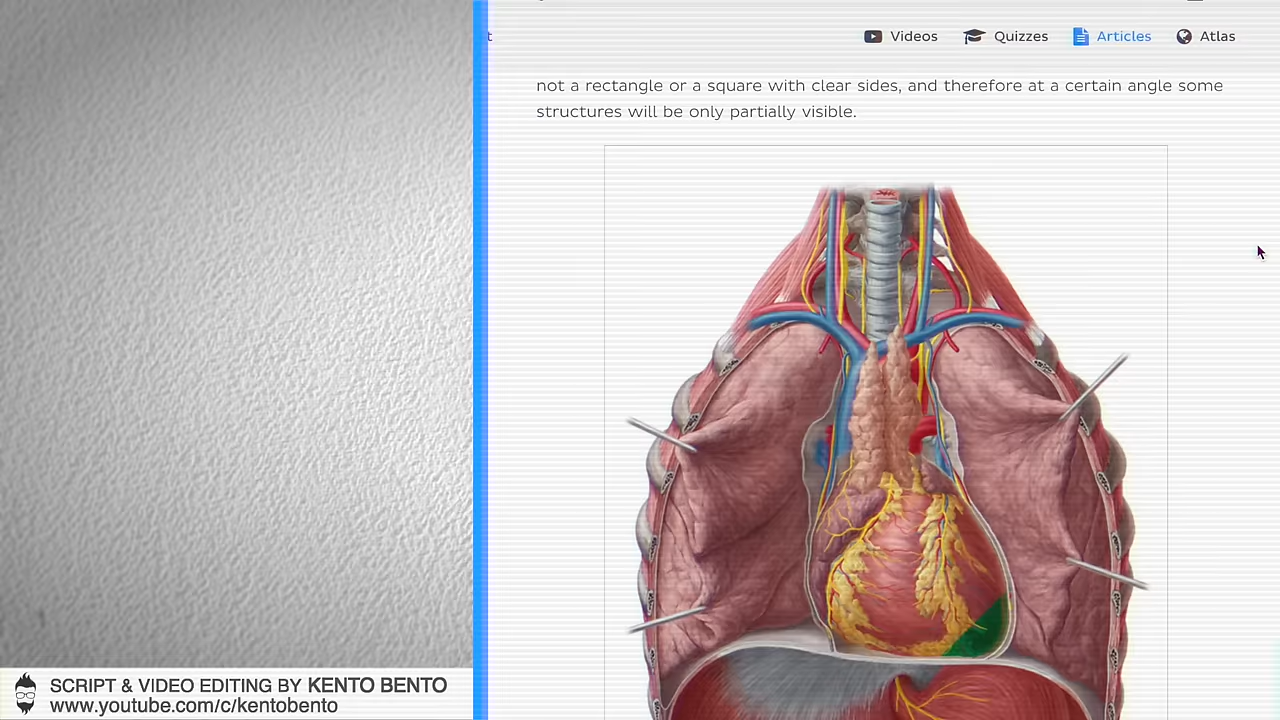 t
Videos
Quizzes
Articles
Atlas
not a rectangle or a square with clear sides, and therefore at a certain angle some
structures will be only partially visible.
SCRIPT & VIDEO EDITING BY KENTO BENTO
www.youtube.com/c/kentobento